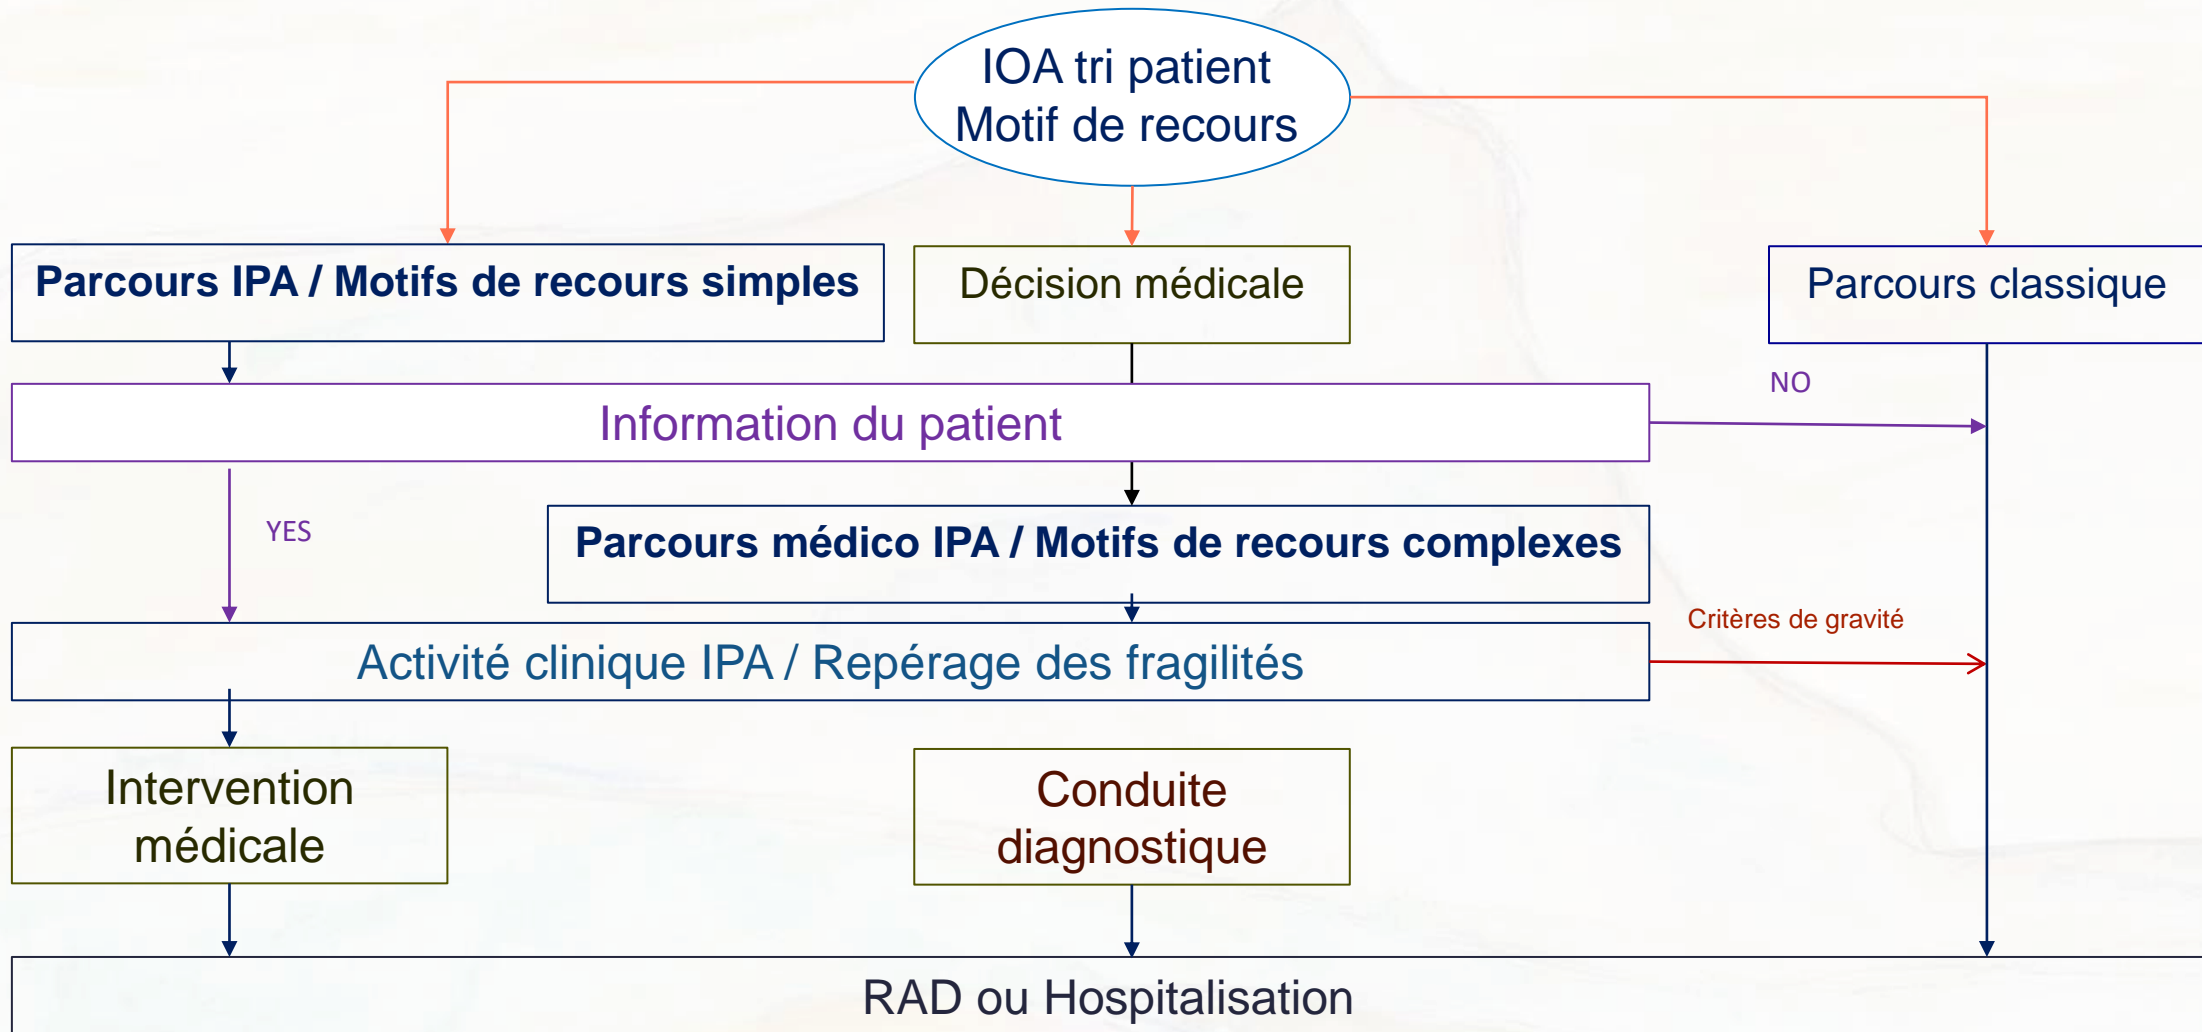 IOA tri patient
Motif de recours
Parcours IPA / Motifs de recours simples
Décision médicale
Parcours classique
NO
Information du patient
YES
Parcours médico IPA / Motifs de recours complexes
Critères de gravité
Activité clinique IPA / Repérage des fragilités
Intervention
médicale
Conduite
diagnostique
RAD ou Hospitalisation